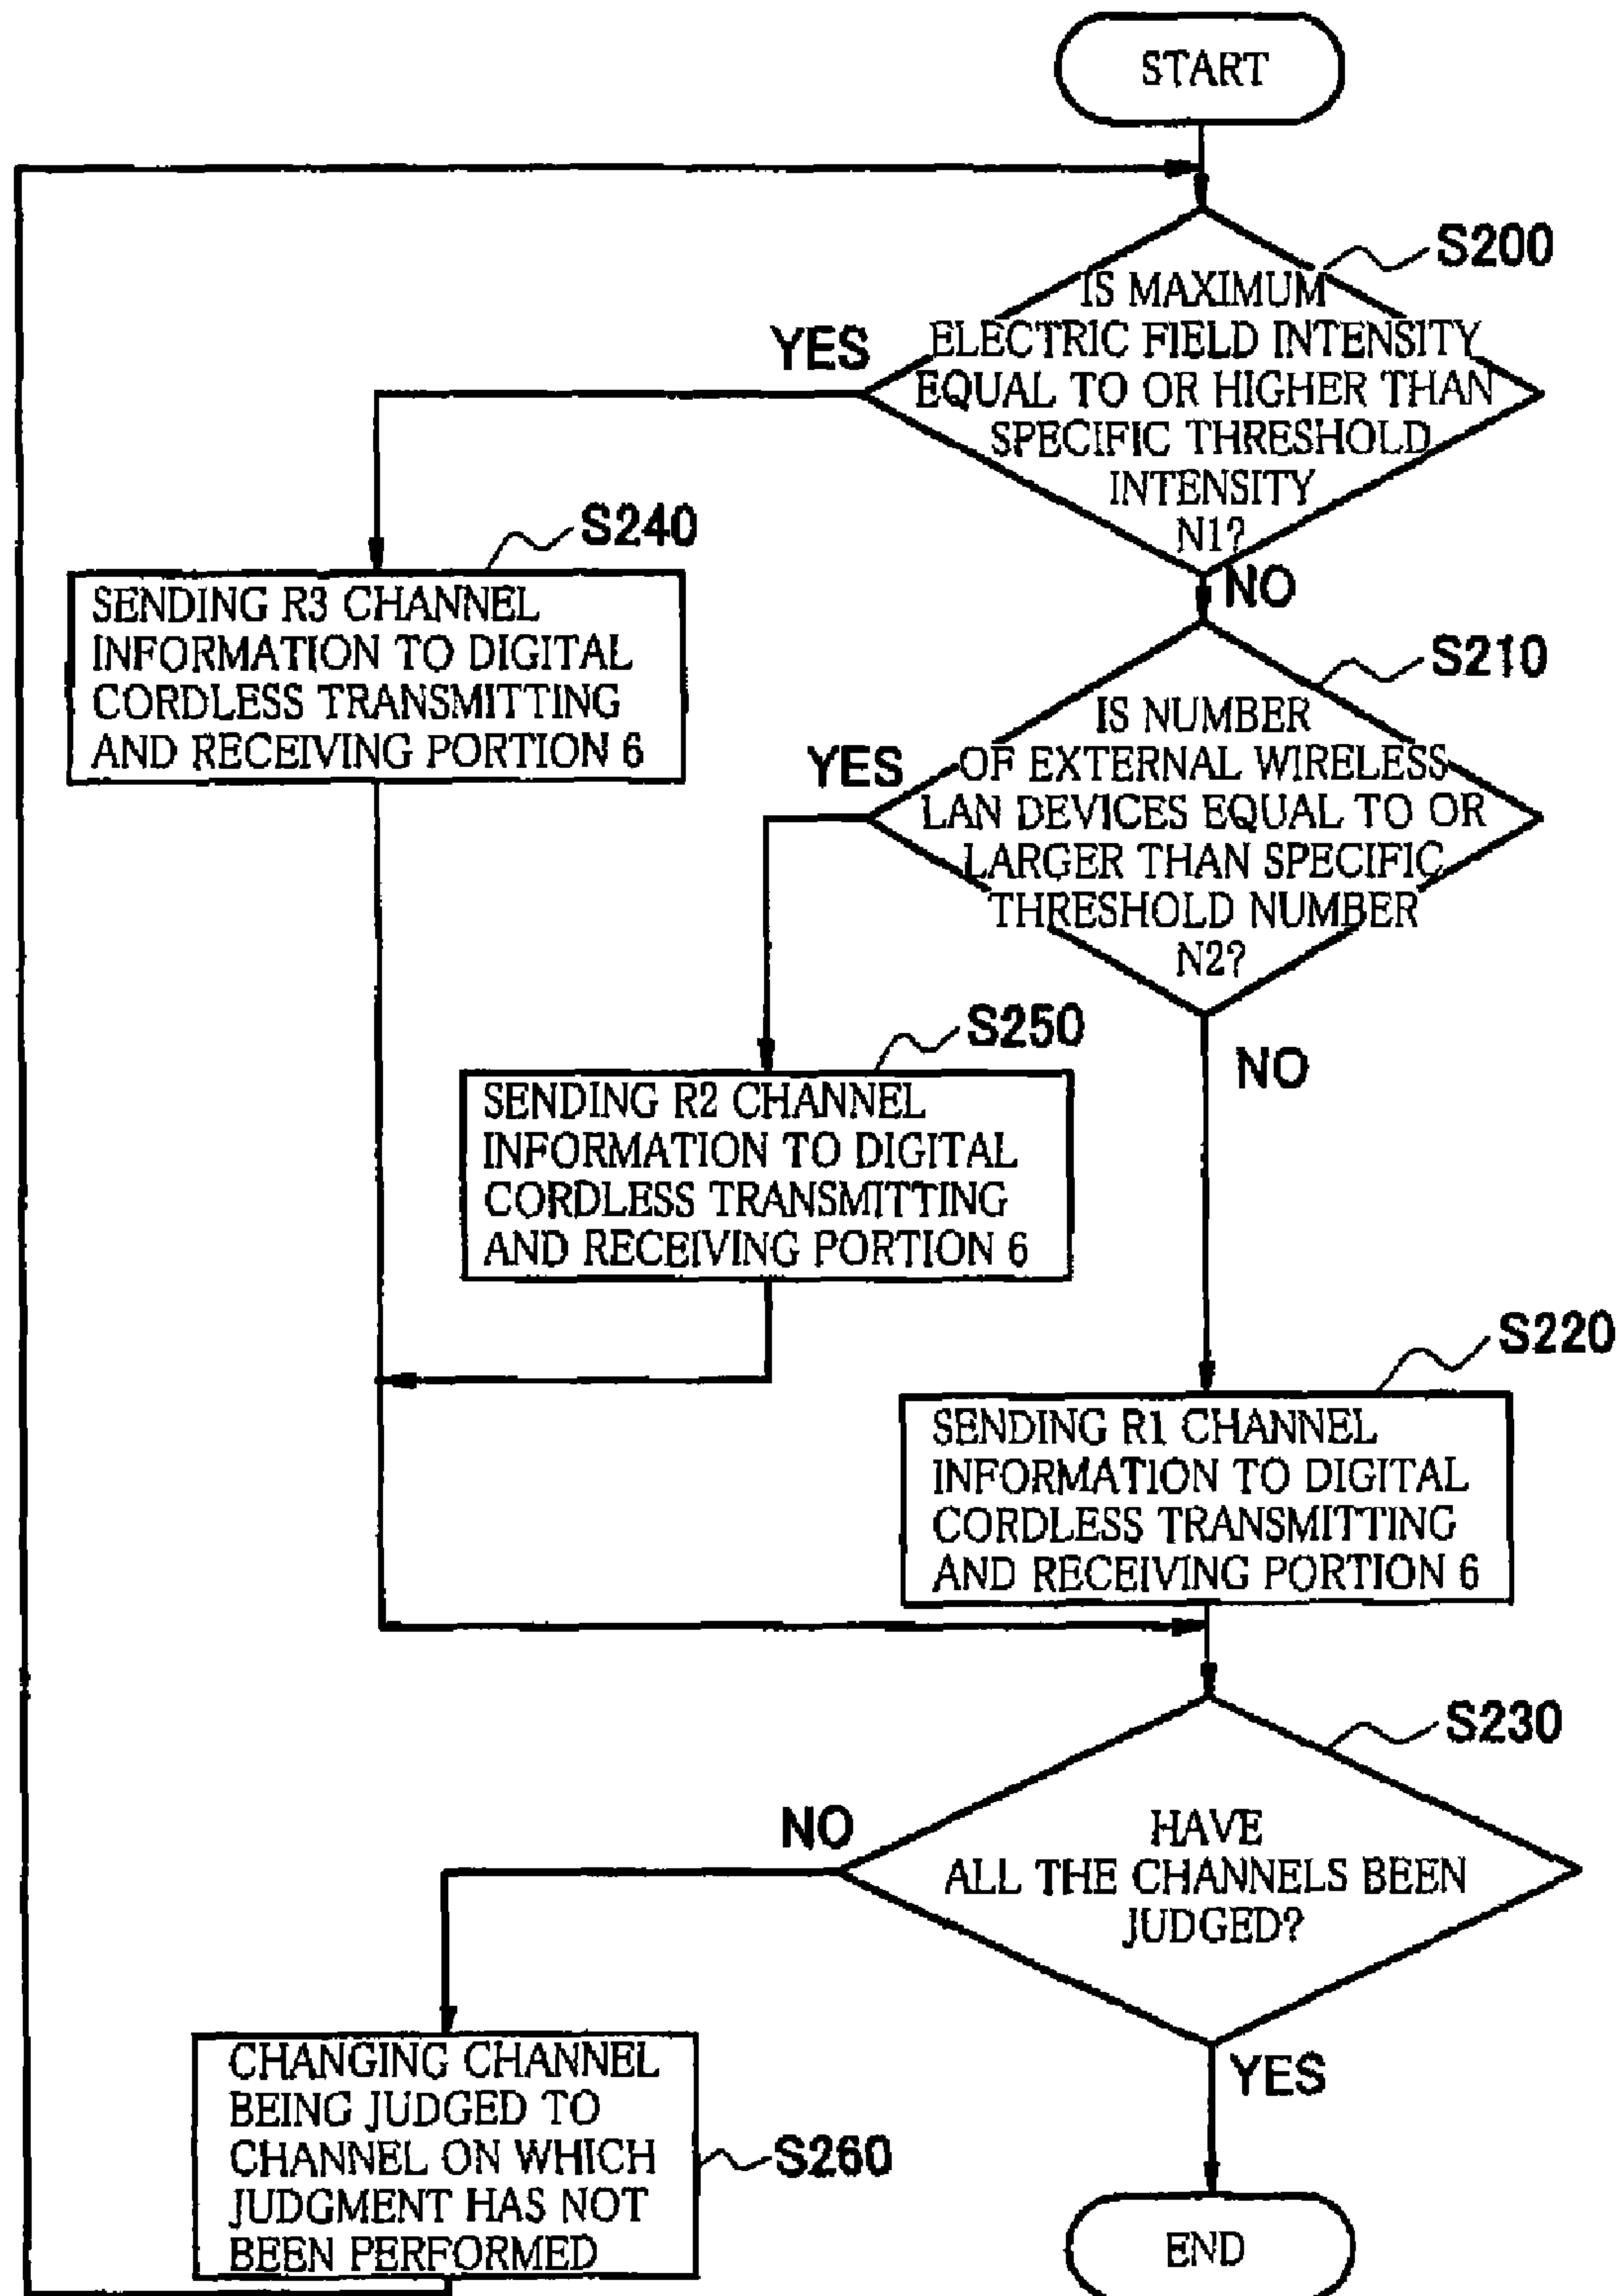 START
S200
IS MAXIMUM
ELECTRIC FIELD INTENSITY
EQUAL TO OR HIGHER THAN
SPECIFIC THRESHOLD
INTENSITY
N1?
YES
NO
S240
SENDING R3 CHANNEL
INFORMATION TO DIGITAL
CORDLESS TRANSMITTING
AND RECEIVING PORTION 6
S210
IS NUMBER
OF EXTERNAL WIRELESS
LAN DEVICES EQUAL TO OR
LARGER THAN SPECIFIC
THRESHOLD NUMBER
N2?
YES
NO
S250
SENDING R2 CHANNEL
INFORMATION TO DIGITAL
CORDLESS TRANSMITTING
AND RECEIVING PORTION 6
S220
SENDING R1 CHANNEL
INFORMATION TO DIGITAL
CORDLESS TRANSMITTING
AND RECEIVING PORTION 6
S230
HAVE
ALL THE CHANNELS BEEN
JUDGED?
NO
YES
CHANGING CHANNEL
BEING JUDGED TO
CHANNEL ON WHICH
JUDGMENT HAS NOT
BEEN PERFORMED
S260
END